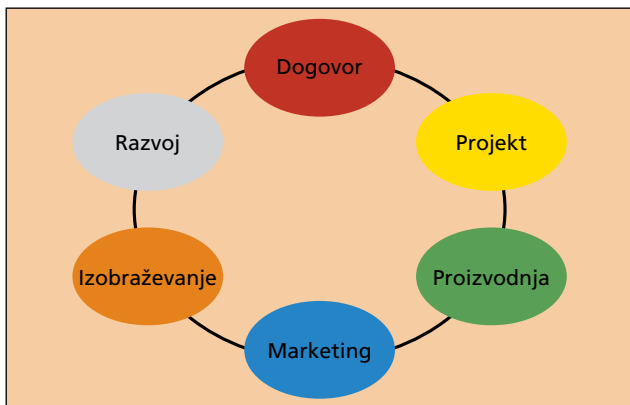 Dogovor
Razvoj
Projekt
Izobraževanje
Proizvodnja
Marketing